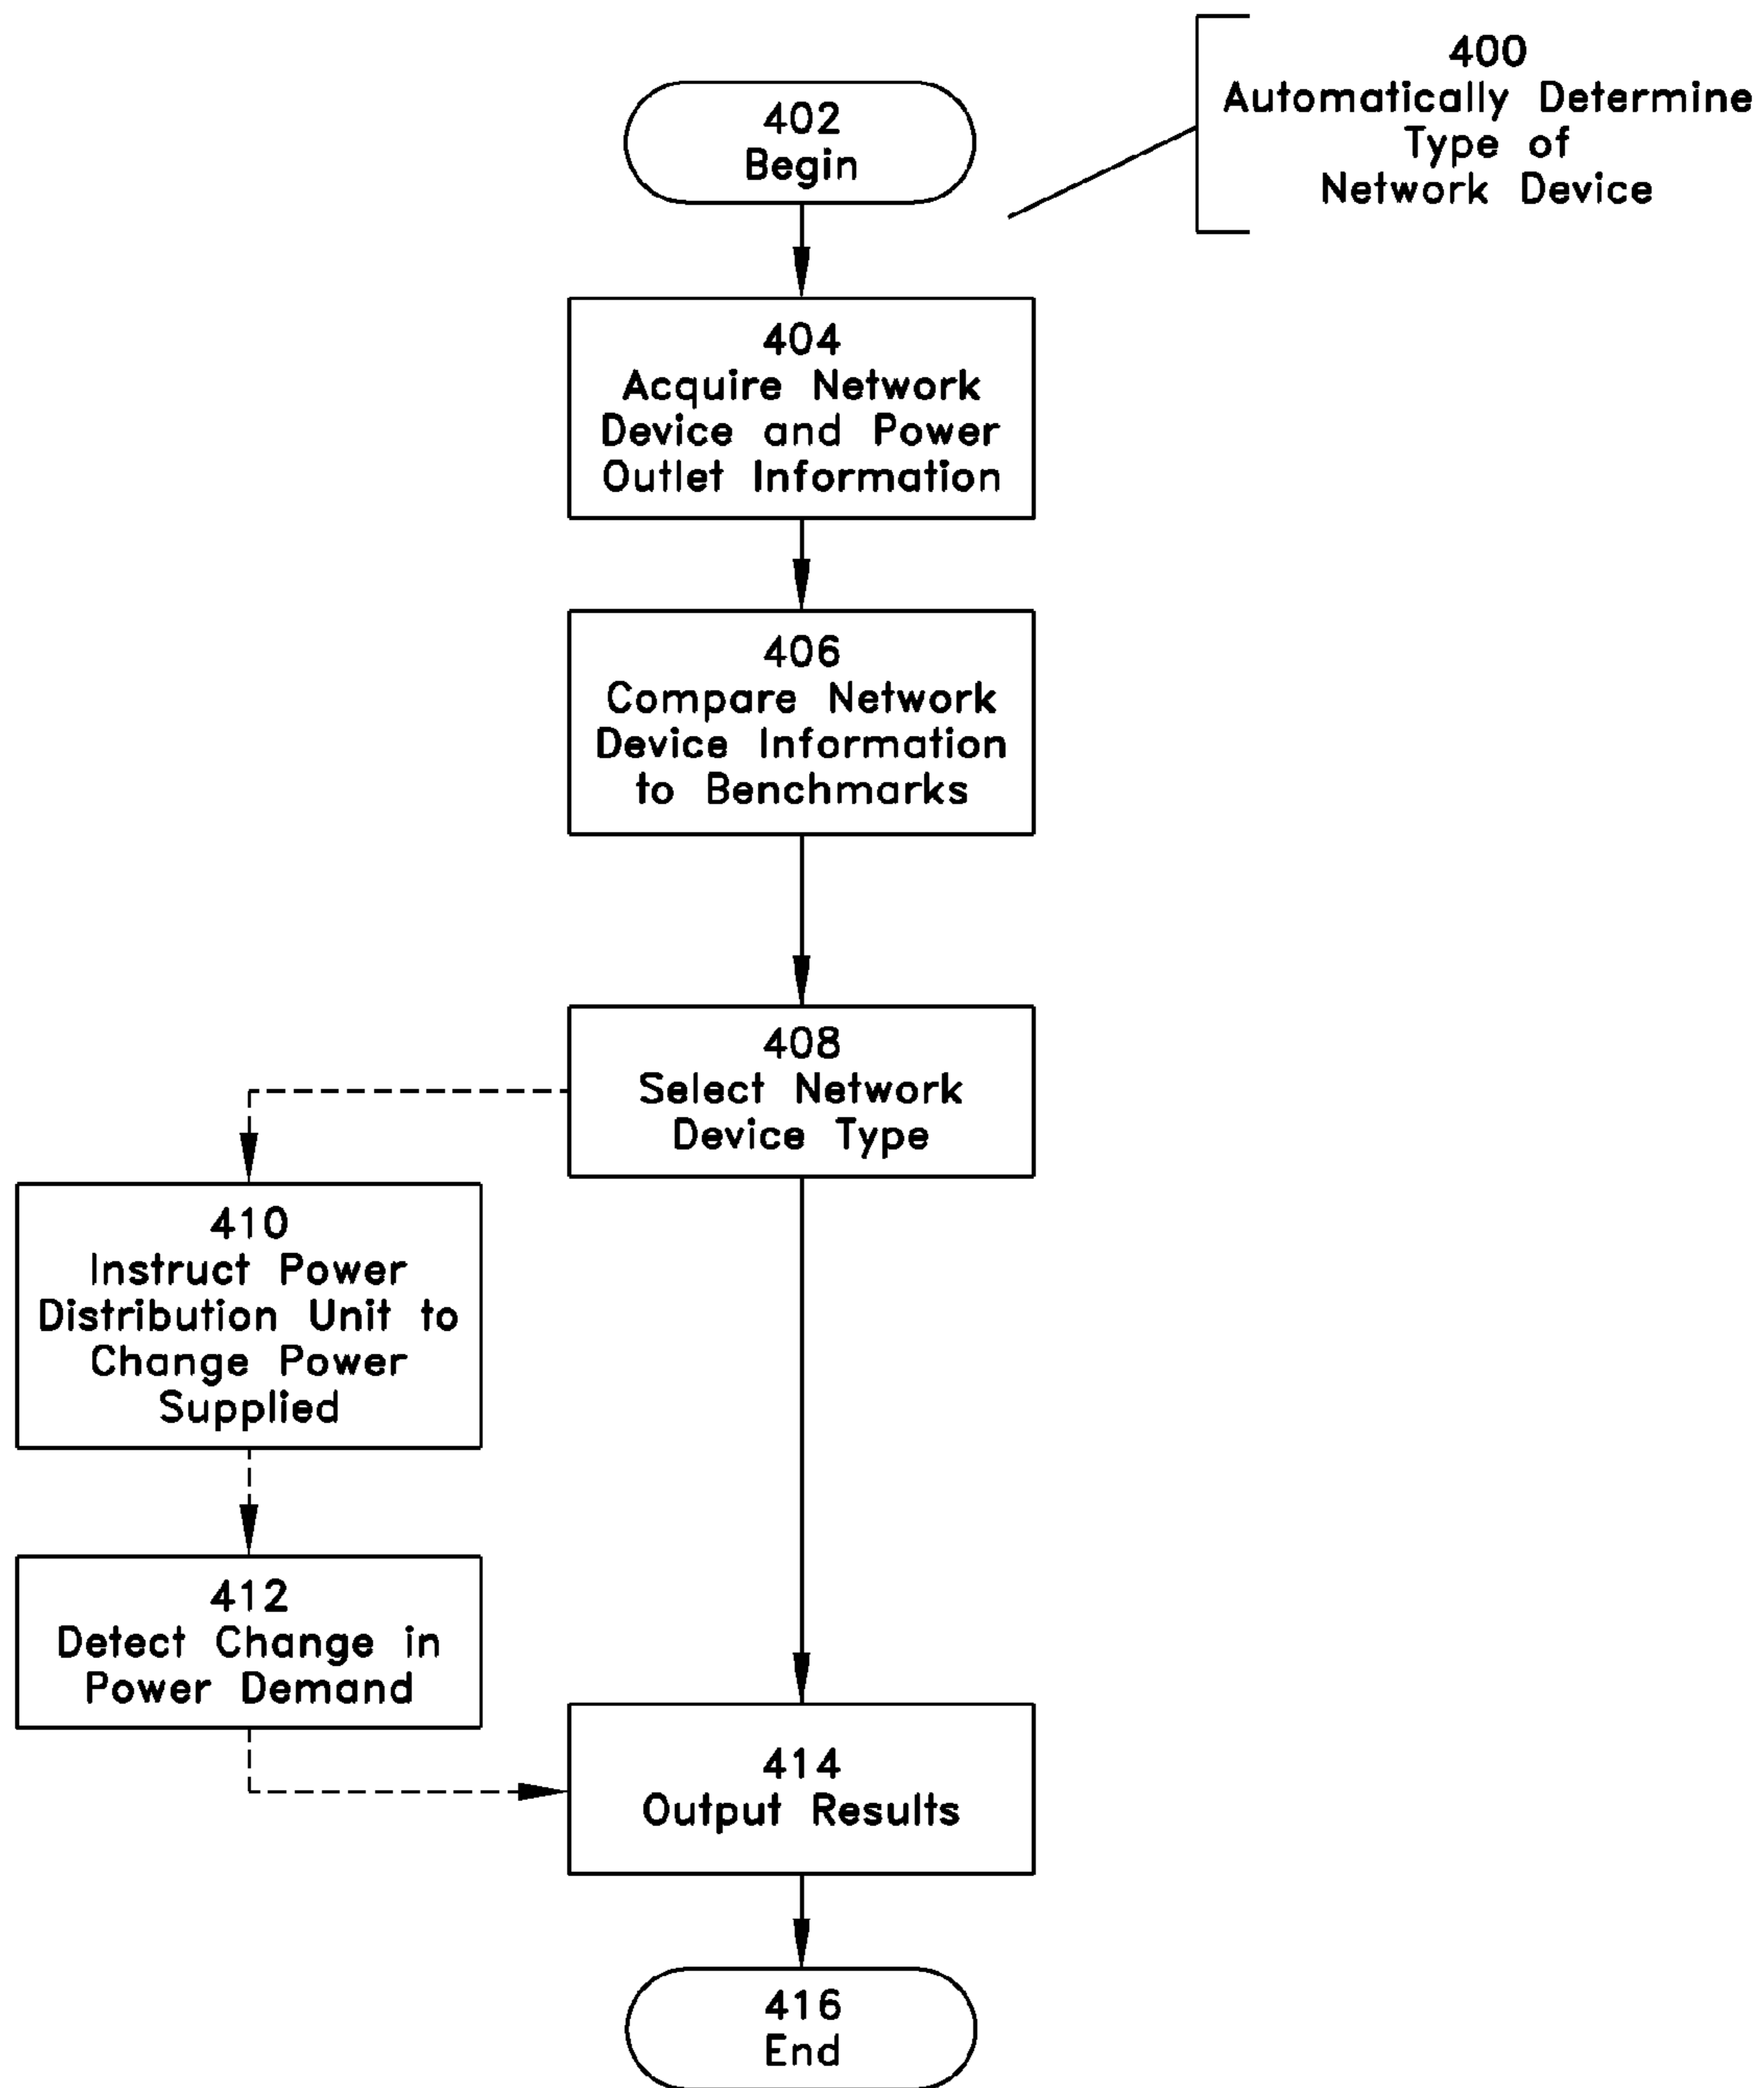 400
Automatically Determine
Type of
Network Device
402
Begin
404
Acquire Network
Device and Power
Outlet Information
406
Compare Network
Device Information
to Benchmarks
408
Select Network
Device Type
410
Instruct Power
Distribution Unit to
Change Power
Supplied
412
Detect Change in
Power Demand
414
Output Results
416
End